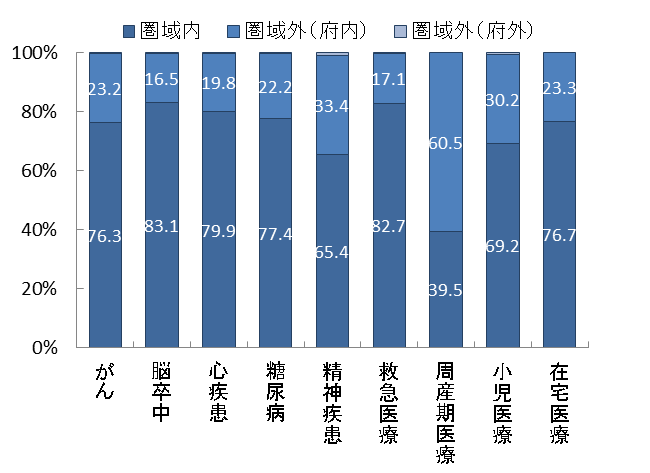 圏域内 圏域外(府内) 圏域外(府外)
100%
80%
60%
40%
20%
0%
23.2 16.5 19.8 22.2 33.4 17.1 60.5 30.2 23.3
76.3 83.1 79.9 77.4 65.4 82.7 39.5 69.2 76.7
がん
脳卒中
心疾患
糖尿病
精神疾患
救急医療
周産期医療
小児医療
在宅医療